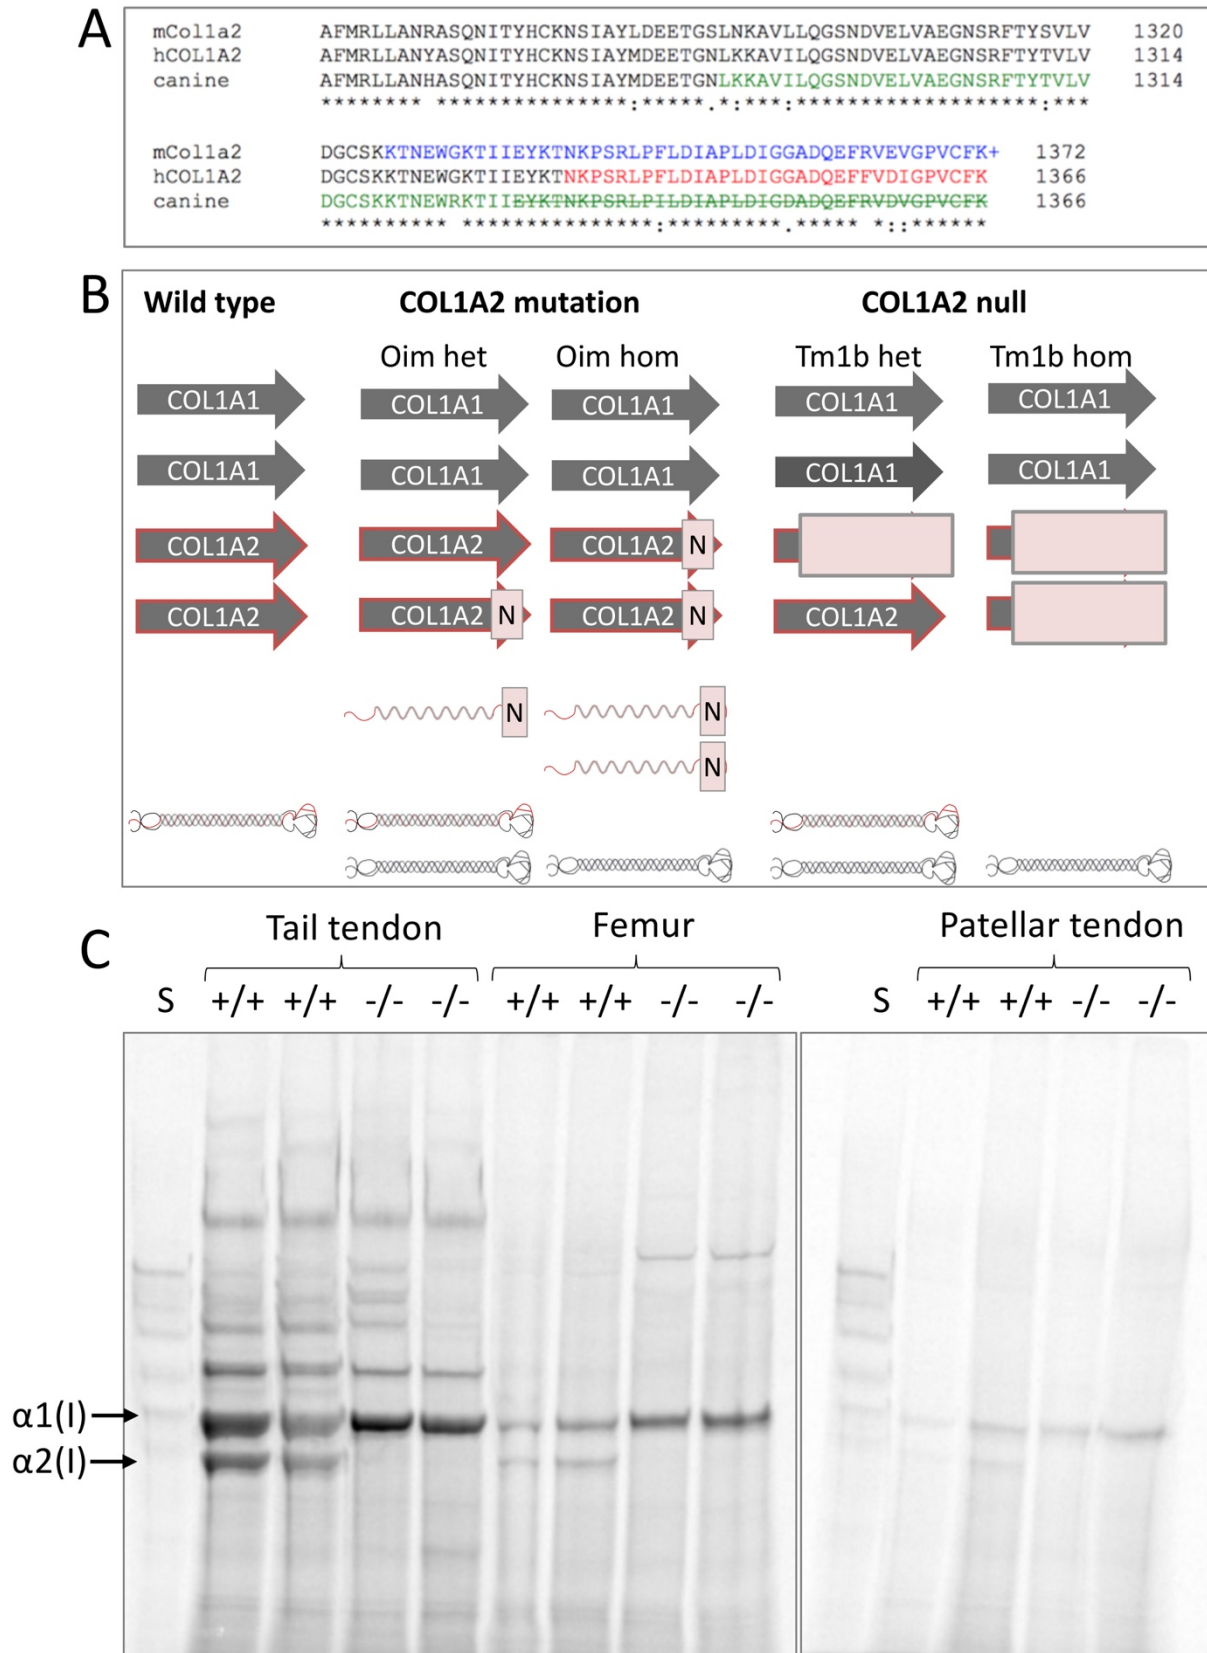 A
mCol1a2 AFMRLLANRASQNITYHCKNSIAYLDEETGSLNKAVLLQGSNDVELVAEGNSRFTYSVLV 1320
hCOL1A2 AFMRLLANYASQNITYHCKNSIAYMDEETGNLKKAVILQGSNDVELVAEGNSRFTYTVLV 1314
canine AFMRLLANHASQNITYHCKNSIAYMDEETGNLKKAVILQGSNDVELVAEGNSRFTYTVLV 1314
******** *****************:*****.*:***:*******************:***
mCol1a2 DGCSKKTNEWGKTIIEYKTNKPSRLPFLDIAPLDIGGADQEFRVEVGPVCFK+ 1372
hCOL1A2 DGCSKKTNEWGKTIIEYKTNKPSRLPFLDIAPLDIGGADQEFFVDIGPVCFK 1366
canine DGCSKKTNEWRKTIIEYKTNKPSRLPILDIAPLDIGDADQEFRVDVGPVCFK 1366
********** ***************:*********.***** *::******
B
Wild type COL1A2 mutation COL1A2 null
Oim het Oim hom Tm1b het Tm1b hom
COL1A1 COL1A1 COL1A1 COL1A1 COL1A1
COL1A1 COL1A1 COL1A1 COL1A1 COL1A1
COL1A2 COL1A2 COL1A2 N
COL1A2 COL1A2 N COL1A2 N COL1A2
N N
N
C
Tail tendon Femur Patellar tendon
S +/+ +/+ -/- -/- +/+ +/+ -/- -/- S +/+ +/+ -/- -/-
α1(I)
α2(I)